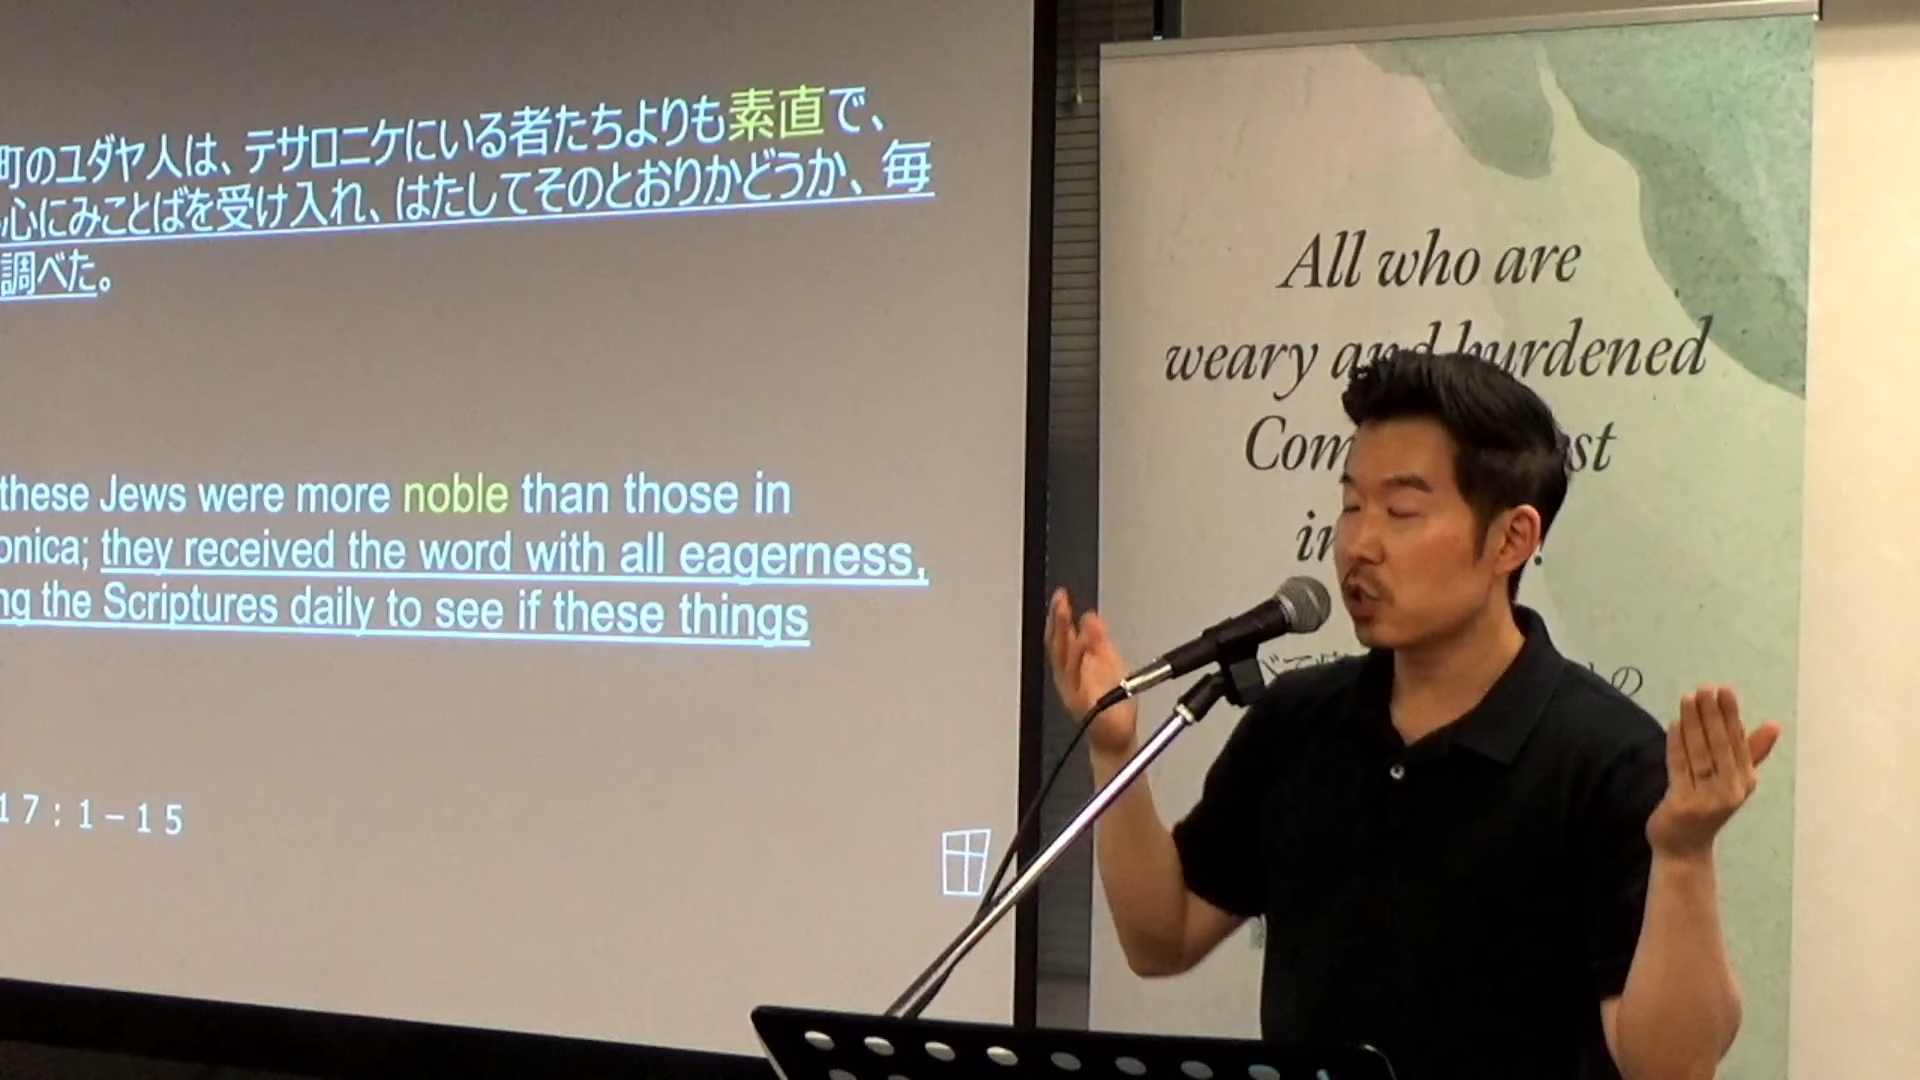 町のユダヤ人は、テサロニケにいる者たちよりも素直で、
心にみことばを受け入れ、はたしてそのとおりかどうか、毎
調べた。
these Jews were more noble than those in
they received the word with all eagerness,
the Scriptures daily to see if these things
17:1-15
All who are
weary and burdened
の